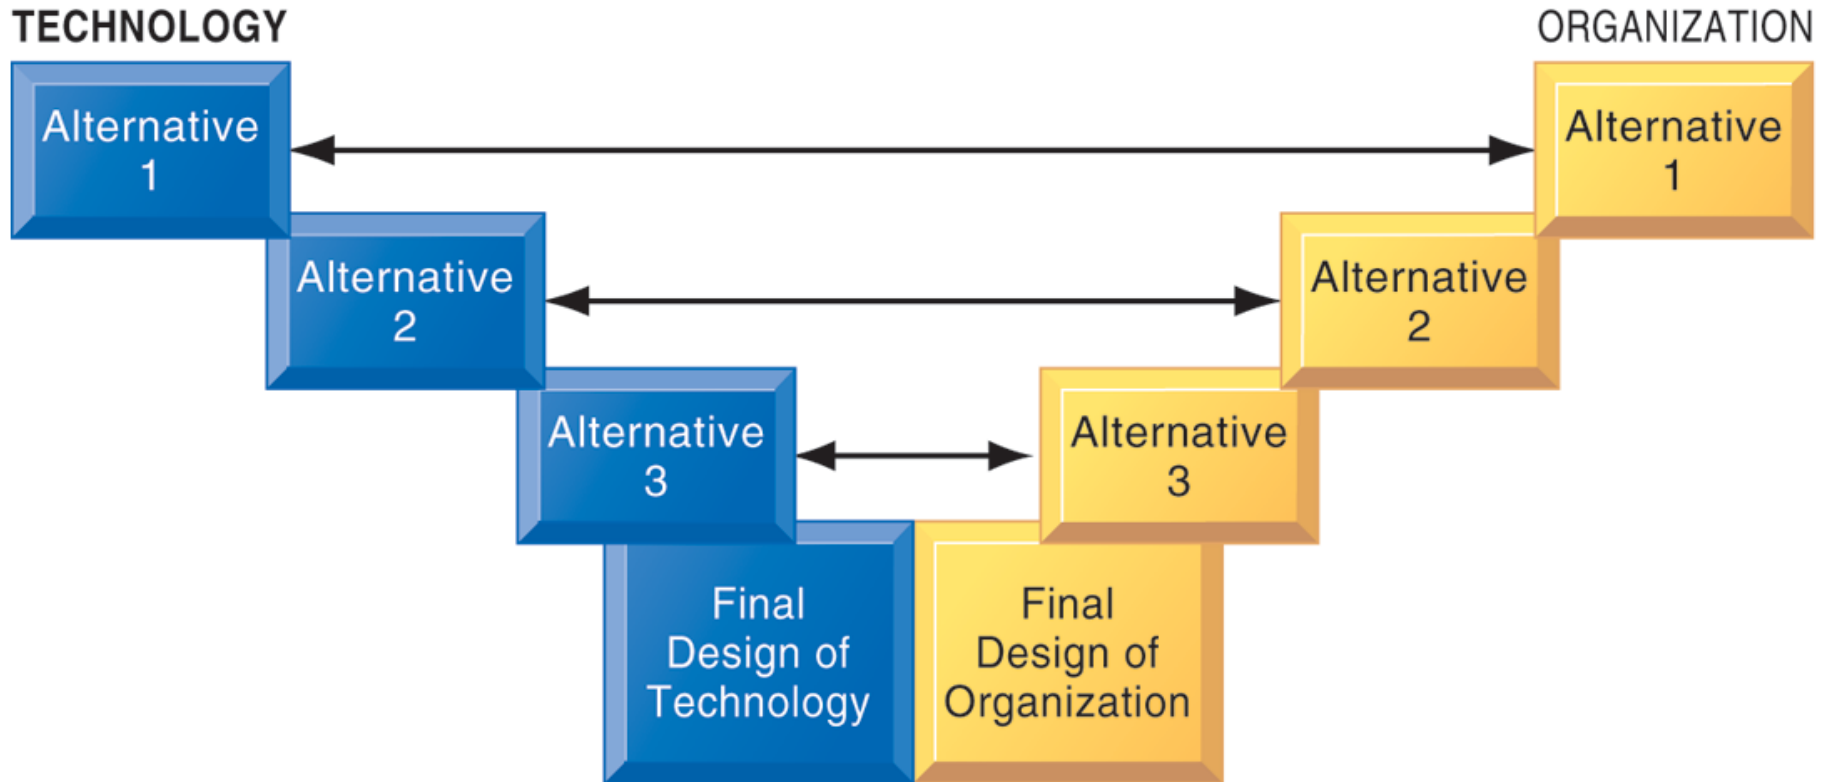 TECHNOLOGY
ORGANIZATION
Alternative
1
Alternative
1
Alternative
2
Alternative
2
Alternative
3
Alternative
3
Final
Design of
Technology
Final
Design of
Organization